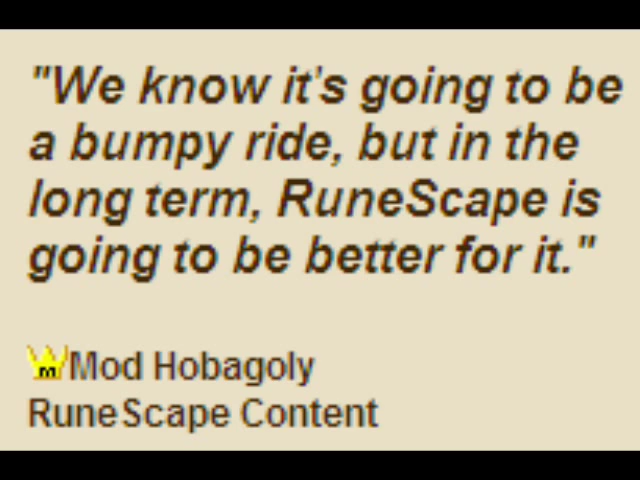 "We know it's going to be
a bumpy ride, but in the
long term, RuneScape is
going to be better for it."
Mod Hobagoly
RuneScape Content